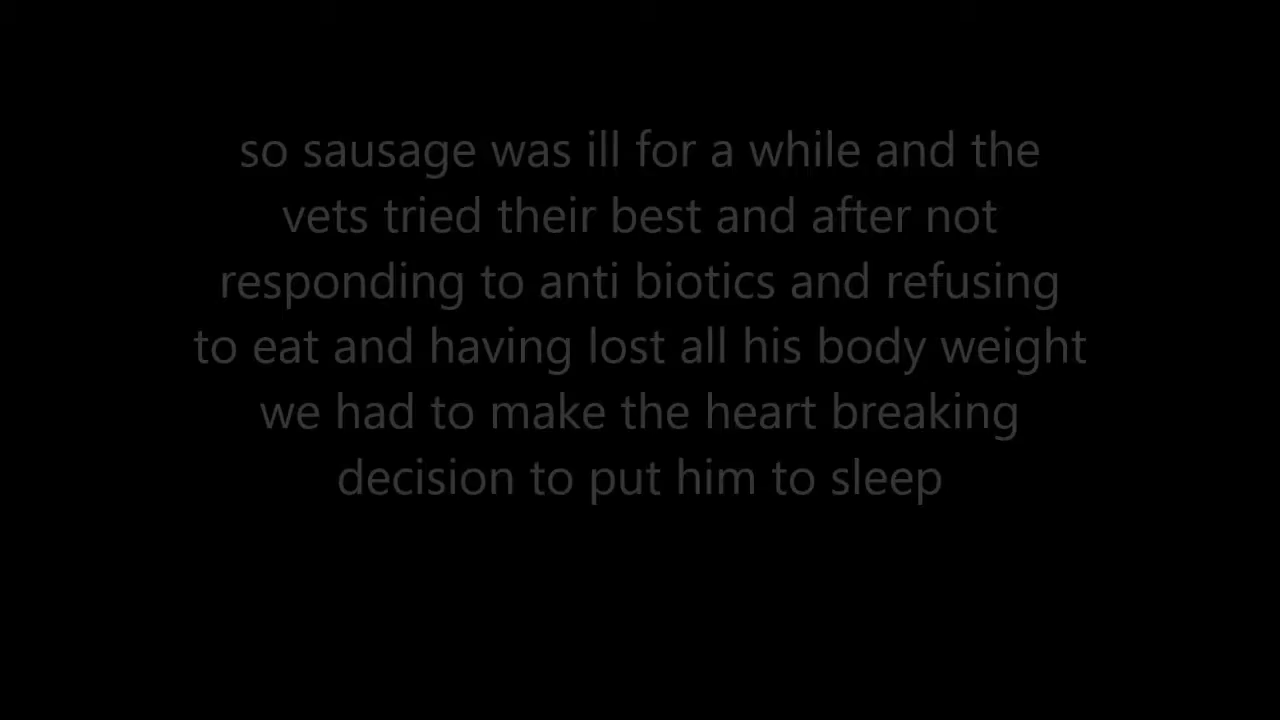 so sausage was ill for a while and the
vets tried their best and after not
responding to anti biotics and refusing
to eat and having lost all his body weight
we had to make the heart breaking
decision to put him to sleep